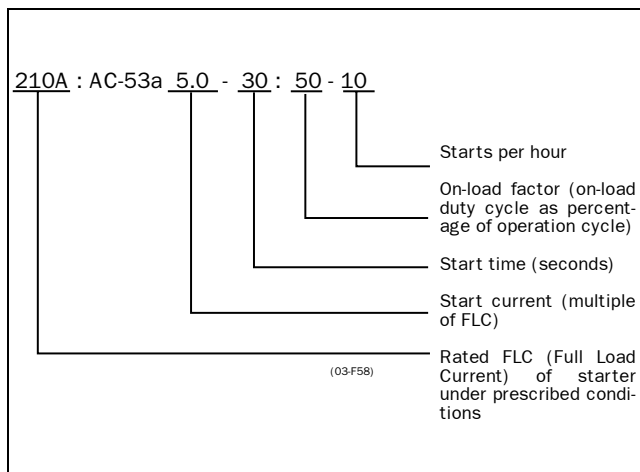 210A : AC-53a 5.0 - 30 : 50 - 10
Starts per hour
On-load factor (on-load
duty cycle as percent-
age of operation cycle)
Start time (seconds)
Start current (multiple
of FLC)
Rated FLC (Full Load
Current) of starter
under prescribed condi-
tions
(03-F58)